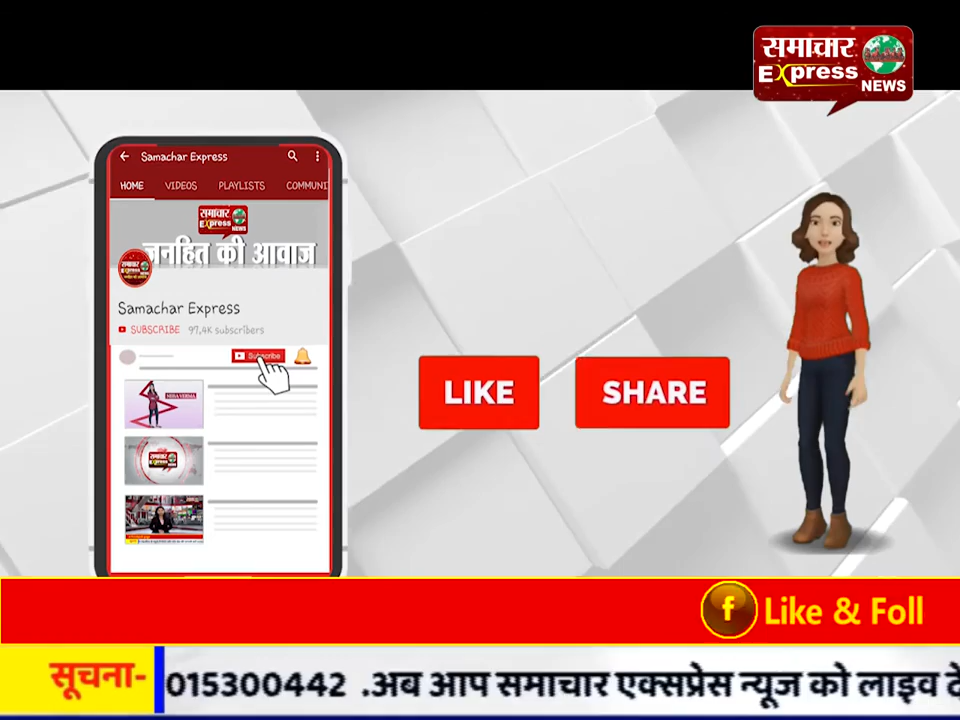 समाचार
Express
NEWS
Samachar Express
HOME VIDEOS PLAYLISTS COMMUNI
समाचार
Express
NEWS
जनहित की आवाज
Samachar Express
SUBSCRIBE 97,4K subscribers
Subscribe
LIKE SHARE
f Like & Foll
सूचना- 015300442 .अब आप समाचार एक्सप्रेस न्यूज को लाइव